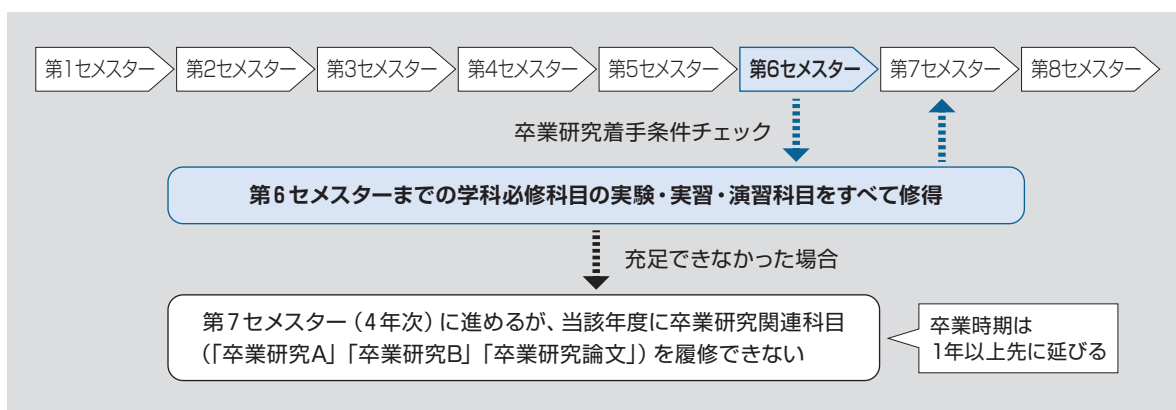 第1セメスター
第2セメスター
第3セメスター
第4セメスター
第5セメスター
第6セメスター
第7セメスター
第8セメスター
卒業研究着手条件チェック
第6セメスターまでの学科必修科目の実験・実習・演習科目をすべて修得
充足できなかった場合
第7セメスター(4年次)に進めるが、当該年度に卒業研究関連科目
(「卒業研究A」「卒業研究B」「卒業研究論文」)を履修できない
卒業時期は
1年以上先に延びる